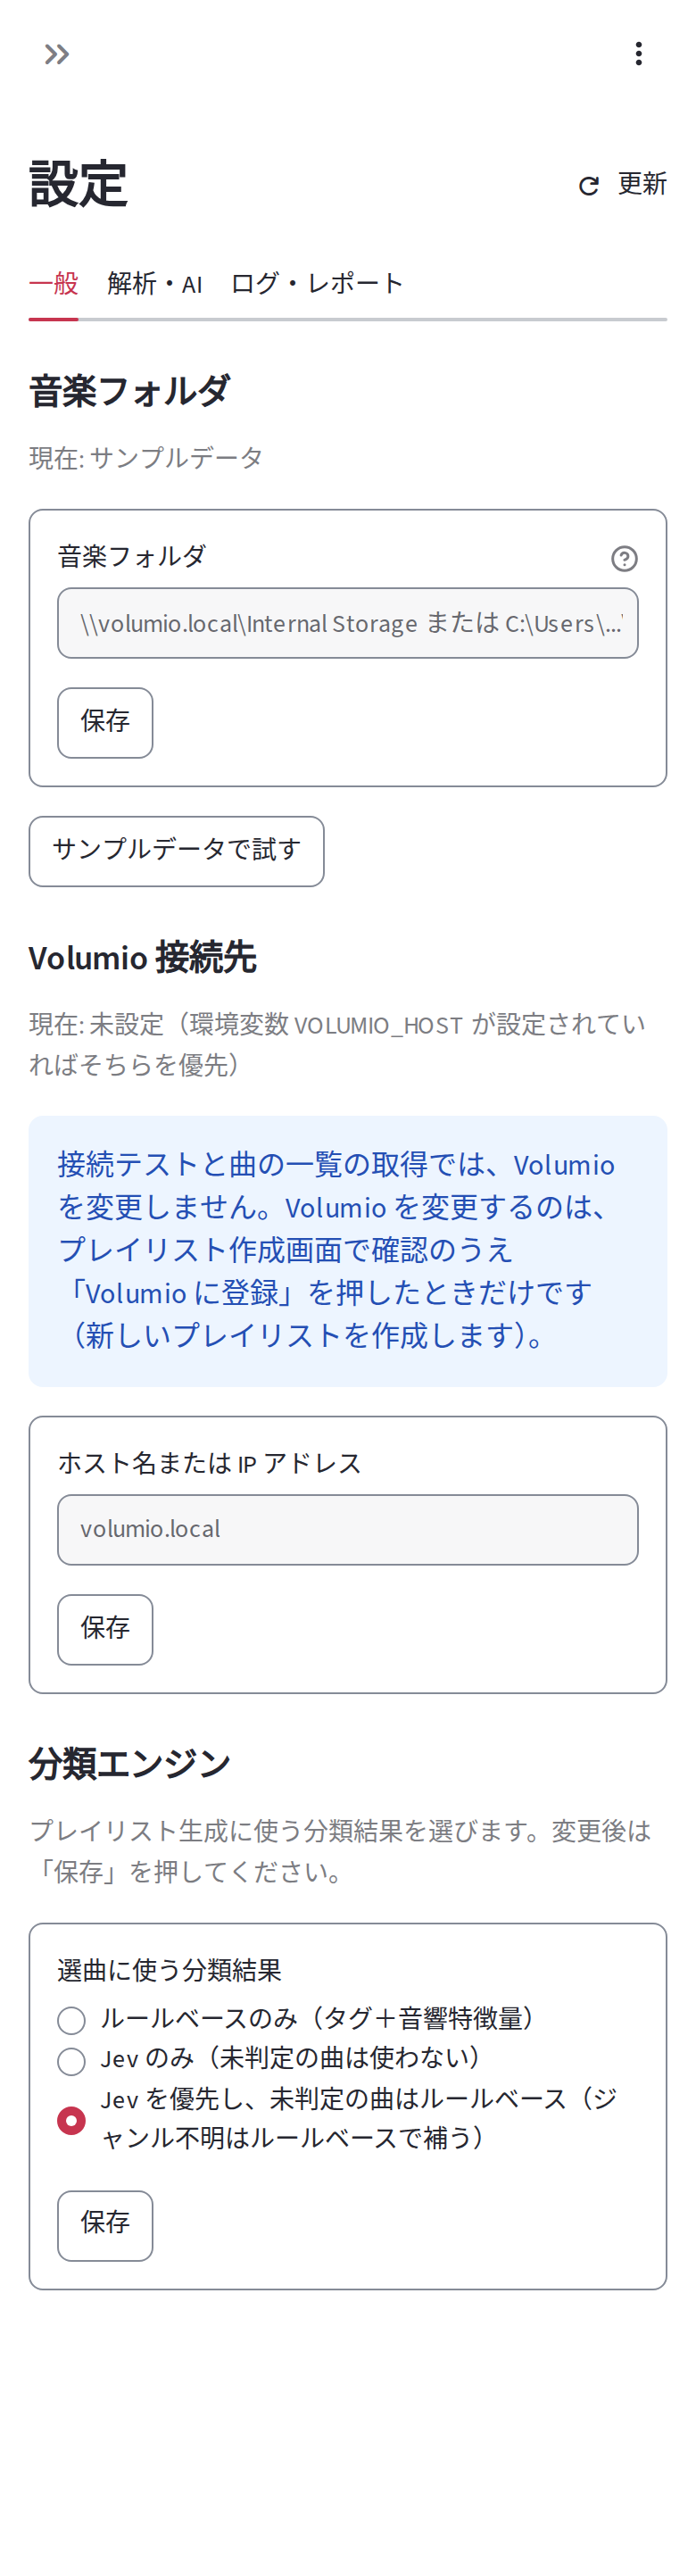 設定
更新
一般 解析・AI ログ・レポート
音楽フォルダ
現在: サンプルデータ
音楽フォルダ
\\volumio.local\Internal Storage または C:\Users\...\
保存
サンプルデータで試す
Volumio 接続先
現在: 未設定（環境変数 VOLUMIO_HOST が設定されてい
ればそちらを優先）
接続テストと曲の一覧の取得では、Volumio
を変更しません。Volumio を変更するのは、
プレイリスト作成画面で確認のうえ
「Volumio に登録」を押したときだけです
（新しいプレイリストを作成します）。
ホスト名または IP アドレス
volumio.local
保存
分類エンジン
プレイリスト生成に使う分類結果を選びます。変更後は
「保存」を押してください。
選曲に使う分類結果
ルールベースのみ（タグ＋音響特徴量）
Jev のみ（未判定の曲は使わない）
Jev を優先し、未判定の曲はルールベース（ジ
ャンル不明はルールベースで補う）
保存